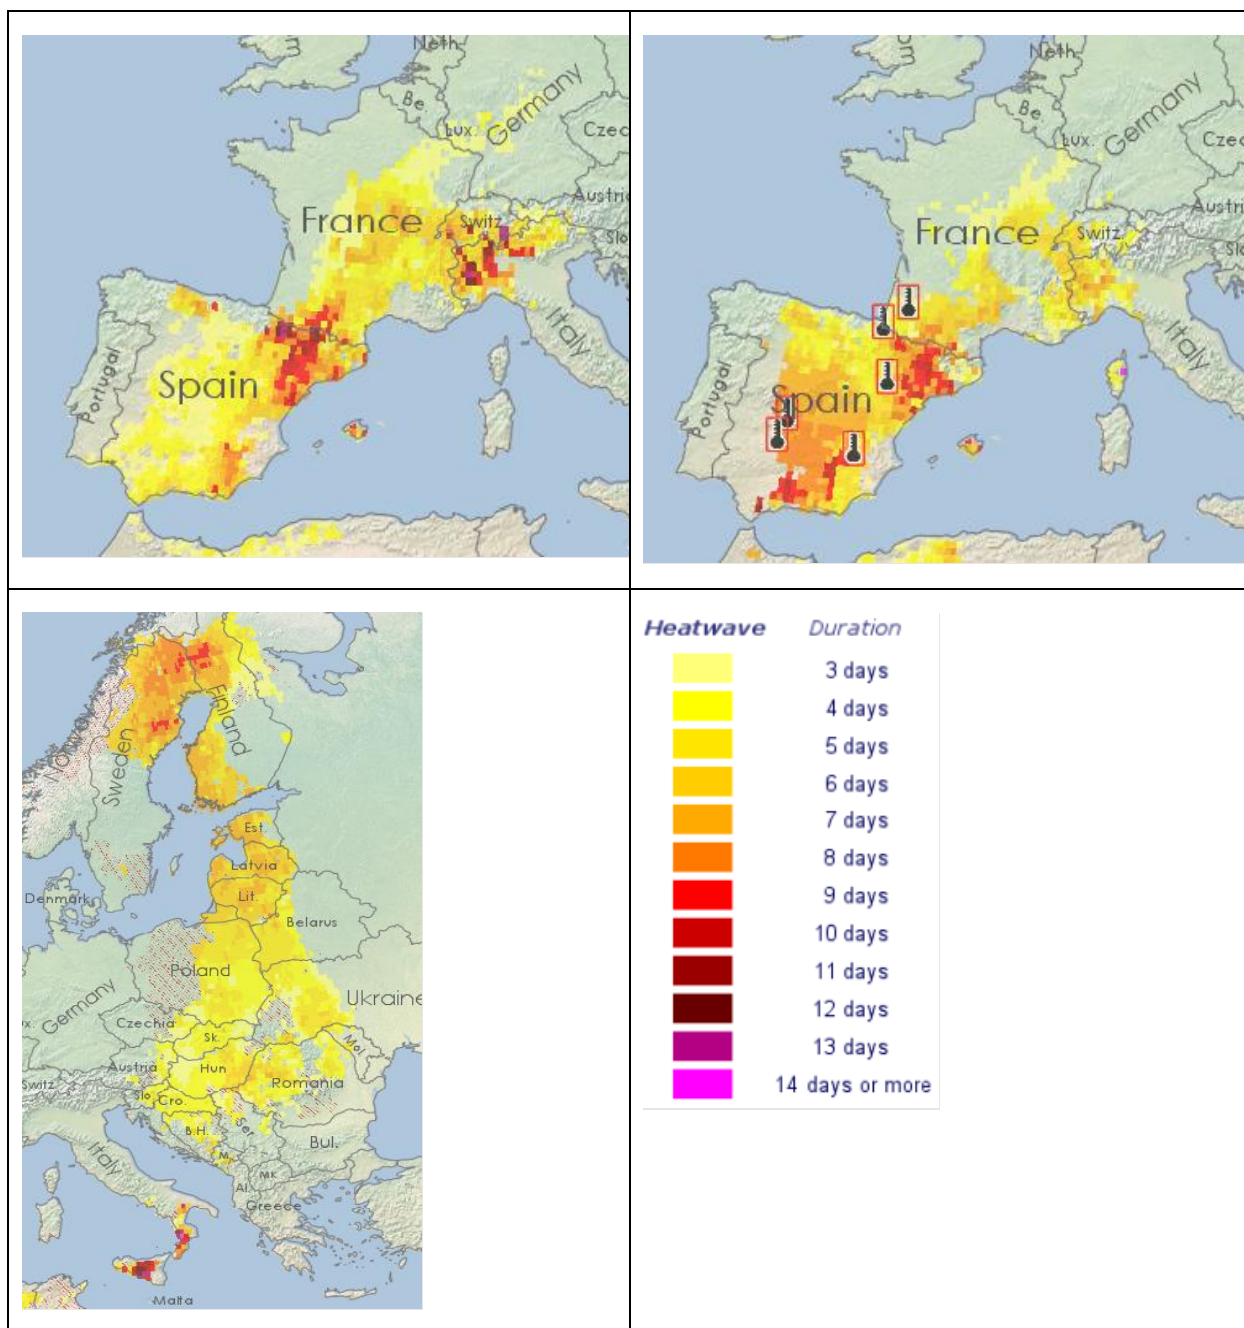 Neth.
Be.
Lux.
Germany
Czec
France
Switz.
Austria
Slo
Italy
Spain
Portugal
Neth.
Be.
Lux.
Germany
Czec
France
Switz.
Austri
Slo
Italy
Spain
Portugal
Norway
Sweden
Finland
Est.
Latvia
Lit.
Denmark
Belarus
Poland
Germany
Ukraine
Czechia
Sk.
Mol.
Austria
Hun
Switz
Romania
Slo.
Cro.
B.H.
Ser.
Bul.
Italy
M.
MK
Al.
Greece
Malta
Heatwave Duration
3 days
4 days
5 days
6 days
7 days
8 days
9 days
10 days
11 days
12 days
13 days
14 days or more